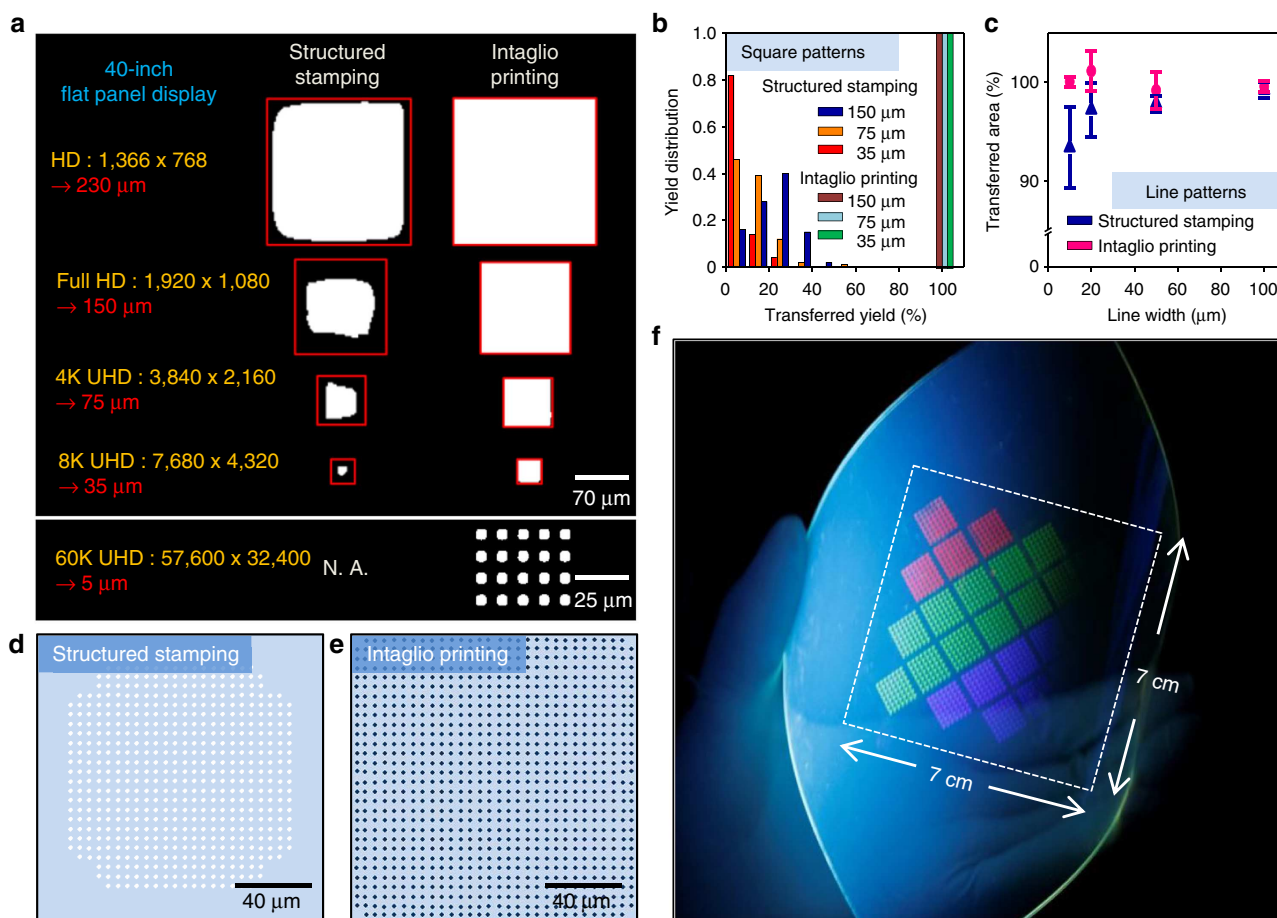 a
40-inch
flat panel display
Structured
stamping
Intaglio
printing
HD : 1,366 x 768
→ 230 μm
Full HD : 1,920 x 1,080
→ 150 μm
4K UHD : 3,840 x 2,160
→ 75 μm
8K UHD : 7,680 x 4,320
→ 35 μm
70 μm
60K UHD : 57,600 x 32,400
→ 5 μm
N. A.
25 μm
b
Square patterns
Structured stamping
150 μm
75 μm
35 μm
Intaglio printing
150 μm
75 μm
35 μm
Yield distribution
1.0
0.8
0.6
0.4
0.2
0
0 20 40 60 80 100
Transferred yield (%)
c
Transferred area (%)
100
90
0
Line patterns
Structured stamping
Intaglio printing
0 20 40 60 80 100
Line width (μm)
d
Structured stamping
40 μm
e
Intaglio printing
40 μm
f
7 cm
7 cm